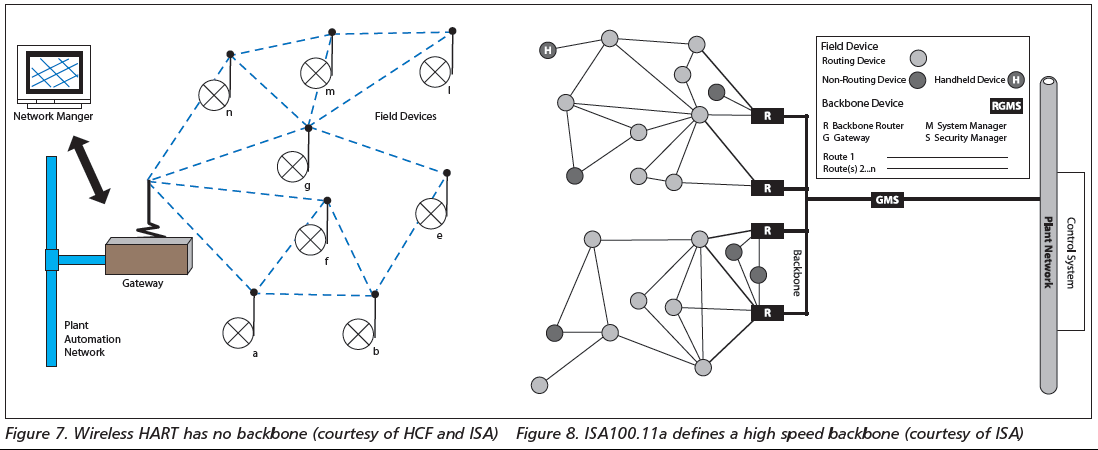 Network Manger
n
m
l
Field Devices
g
e
f
Gateway
a
b
Plant
Automation
Network
Figure 7. Wireless HART has no backbone (courtesy of HCF and ISA)
H
R
R
R
R
Backbone
GMS
Field Device
Routing Device
Non-Routing Device
Handheld Device H
Backbone Device RGMS
R Backbone Router M System Manager
G Gateway S Security Manager
Route 1
Route(s) 2...n
Plant Network
Control System
Figure 8. ISA100.11a defines a high speed backbone (courtesy of ISA)